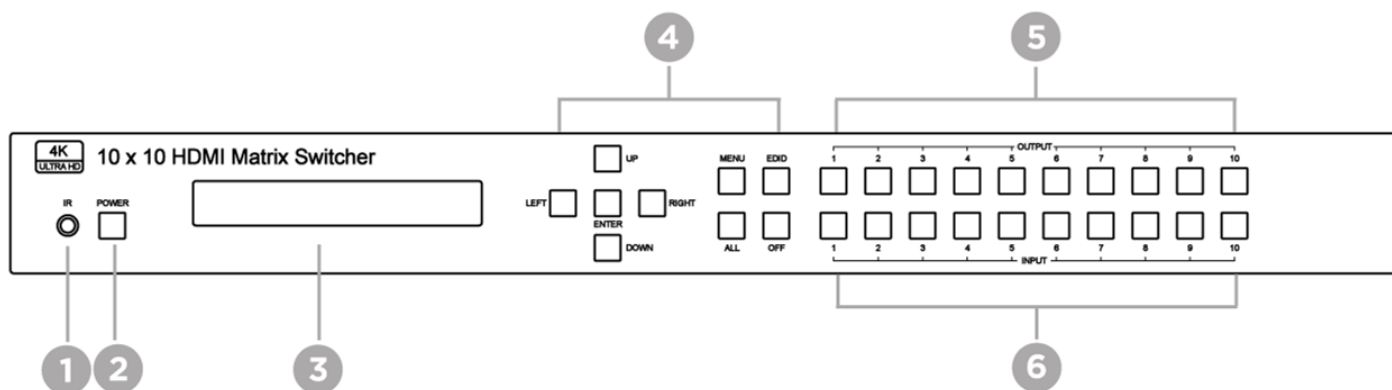 4
5
4K
ULTRA HD
10 x 10 HDMI Matrix Switcher
IR
POWER
UP
LEFT
RIGHT
ENTER
DOWN
MENU
EDID
ALL
OFF
OUTPUT
1 2 3 4 5 6 7 8 9 10
1 2 3 4 5 6 7 8 9 10
INPUT
1
2
3
6